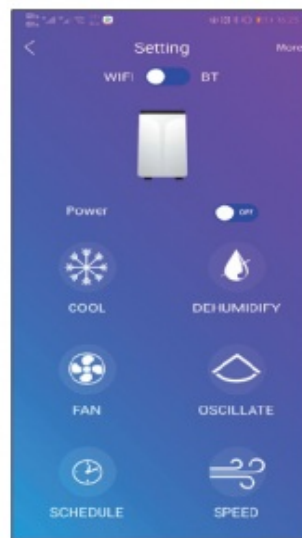 Setting
More
WIFI
BT
Power
OFF
COOL
DEHUMIDIFY
FAN
OSCILLATE
SCHEDULE
SPEED